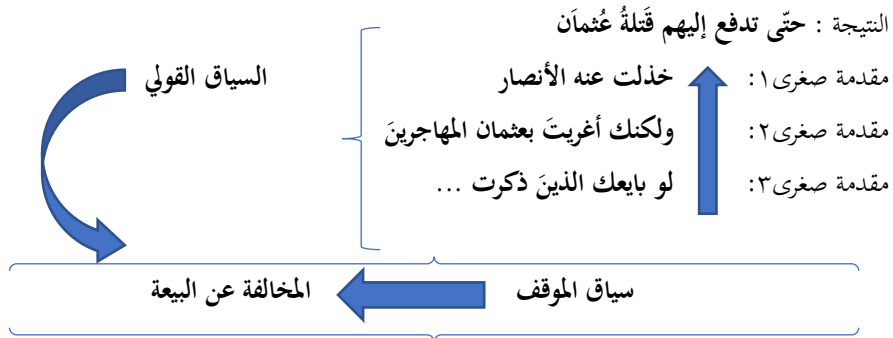 النتيجة : حتّى تدفع إليهم قَتلةُ عُثماَن
مقدمة صغرى١: خذلت عنه الأنصار
السياق القولي
مقدمة صغرى٢: ولكنك أغريتَ بعثمان المهاجرينَ
مقدمة صغرى٣: لو بايعك الذينَ ذكرت ...
سياق الموقف
المخالفة عن البيعة